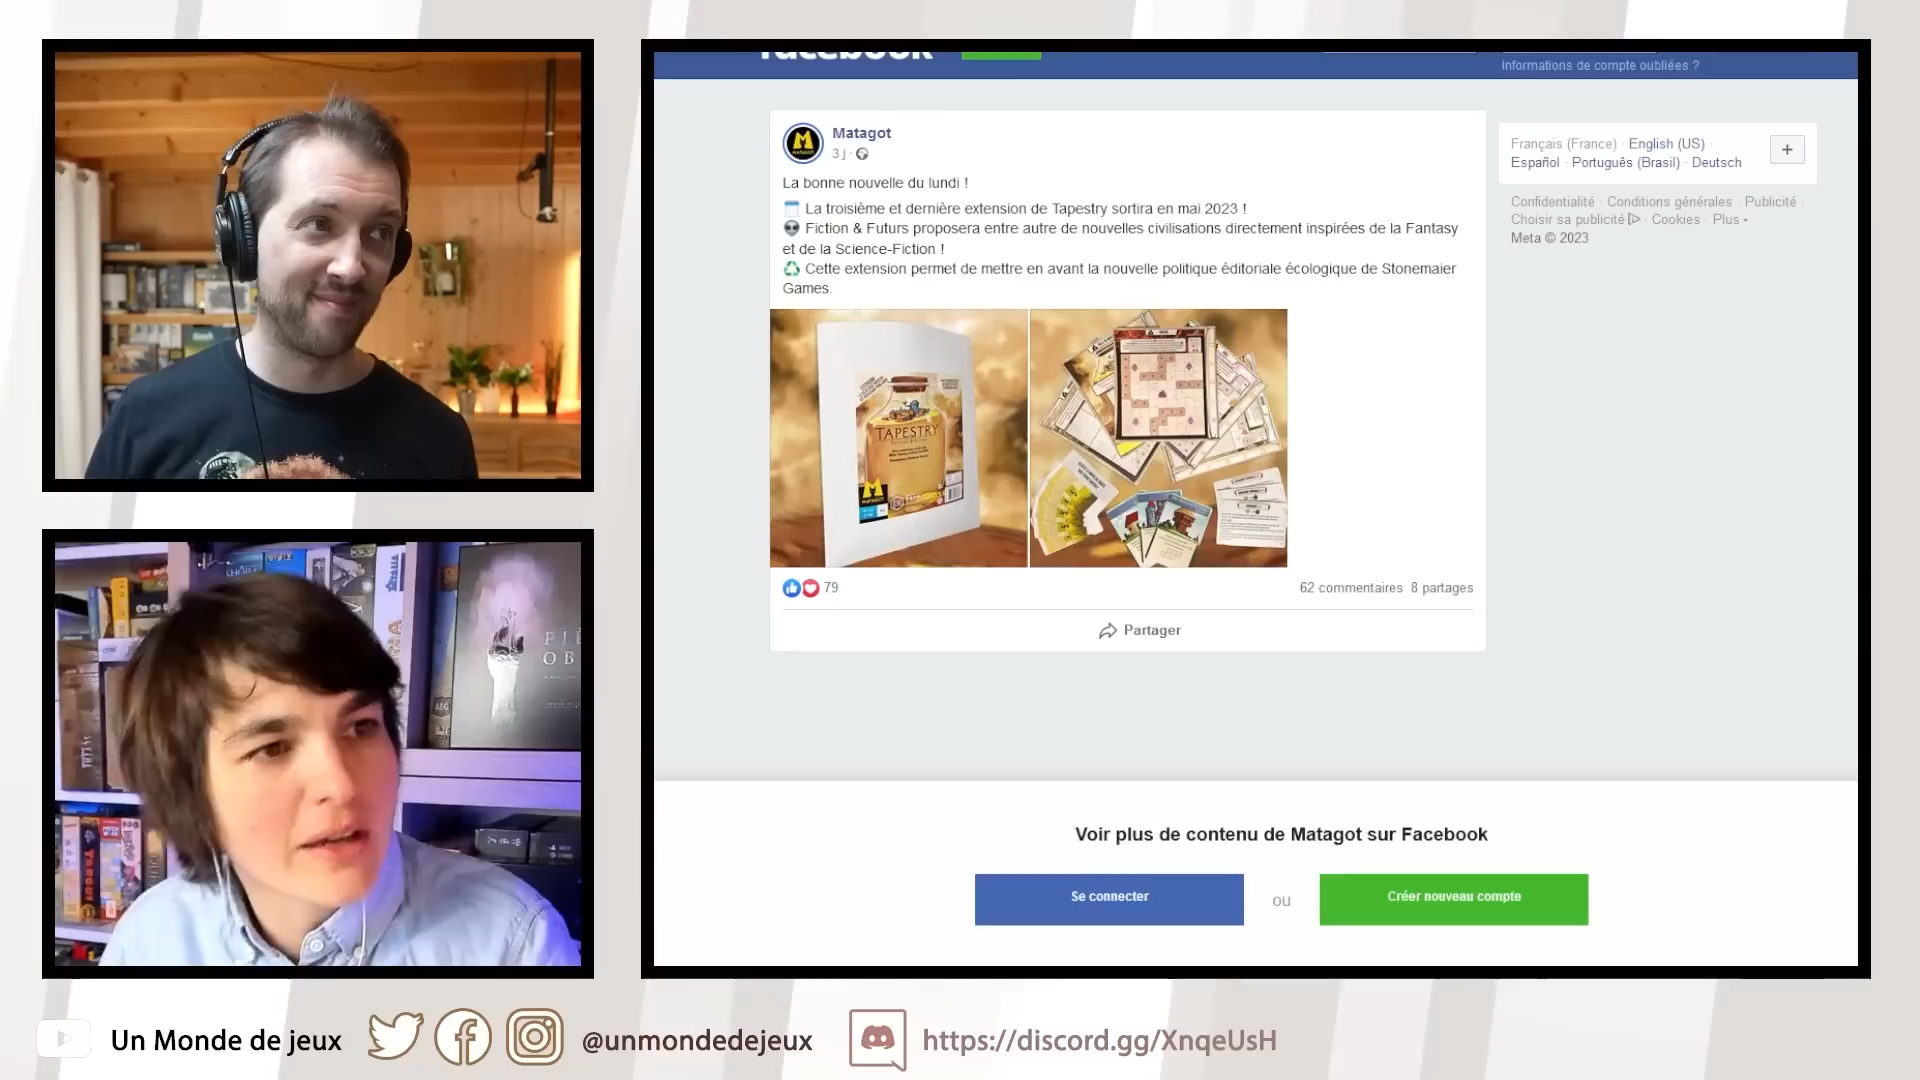 facebook
Informations de compte oubliées ?
Matagot
3 j ·
La bonne nouvelle du lundi !
La troisième et dernière extension de Tapestry sortira en mai 2023 !
Fiction & Futurs proposera entre autre de nouvelles civilisations directement inspirées de la Fantasy
et de la Science-Fiction !
Cette extension permet de mettre en avant la nouvelle politique éditoriale écologique de Stonemaier
Games.
TAPESTRY
MATAGOT
79
62 commentaires 8 partages
Partager
Français (France) · English (US) ·
Español · Português (Brasil) · Deutsch
+
Confidentialité · Conditions générales · Publicité ·
Choisir sa publicité · Cookies · Plus
Meta © 2023
Voir plus de contenu de Matagot sur Facebook
Se connecter
ou
Créer nouveau compte
AEG
Un Monde de jeux
@unmondedejeux
https://discord.gg/XnqeUsH